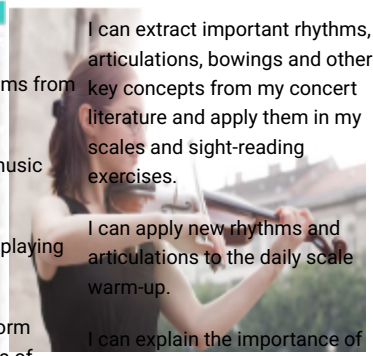 ms from
music
playing
orm
s of
I can extract important rhythms,
articulations, bowings and other
key concepts from my concert
literature and apply them in my
scales and sight-reading
exercises.
I can apply new rhythms and
articulations to the daily scale
warm-up.
I can explain the importance of